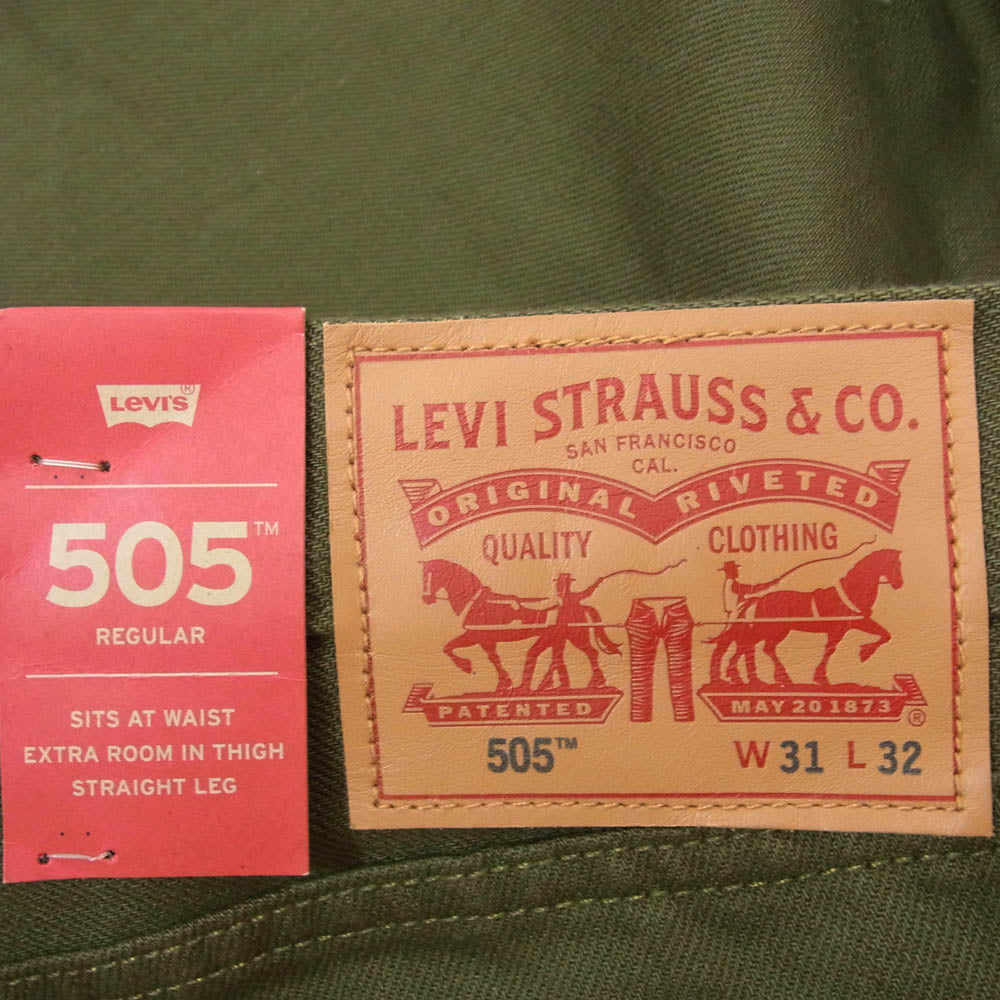 LEVI'S®
505™
REGULAR
SITS AT WAIST
EXTRA ROOM IN THIGH
STRAIGHT LEG
LEVI STRAUSS & CO.
SAN FRANCISCO
CAL.
ORIGINAL RIVETED
QUALITY CLOTHING
PATENTED MAY 20 1873 ®
505™ W 31 L 32